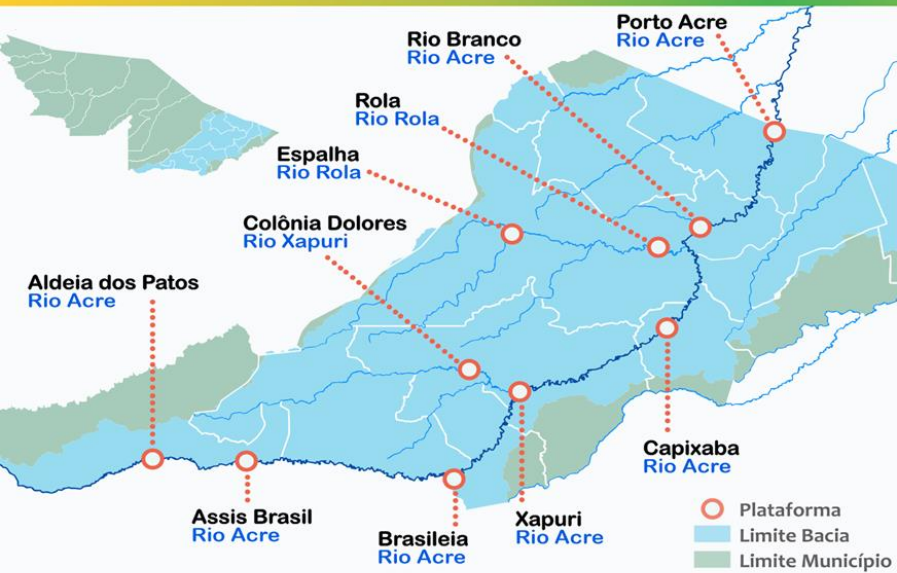 Porto Acre
Rio Acre
Rio Branco
Rio Acre
Rola
Rio Rola
Espalha
Rio Rola
Colônia Dolores
Rio Xapuri
Aldeia dos Patos
Rio Acre
Capixaba
Rio Acre
Assis Brasil
Rio Acre
Brasileia
Rio Acre
Xapuri
Rio Acre
Plataforma
Limite Bacia
Limite Município